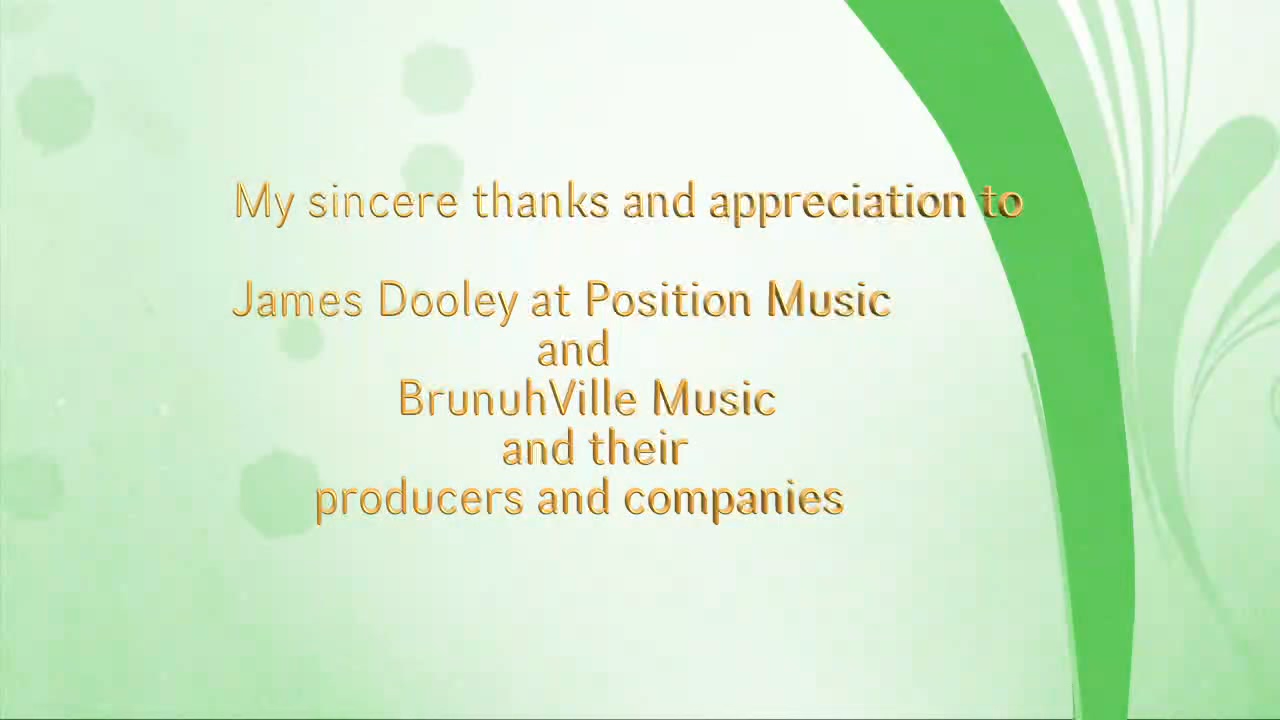 My sincere thanks and appreciation to
James Dooley at Position Music
and
BrunuhVille Music
and their
producers and companies